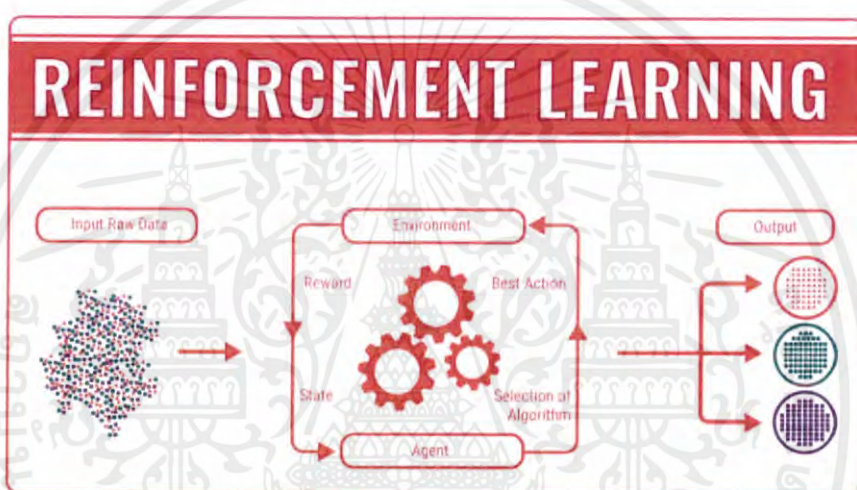 REINFORCEMENT LEARNING
Input Raw Data
Environment
Output
Reward
Best Action
State
Selection of
Algorithm
Agent